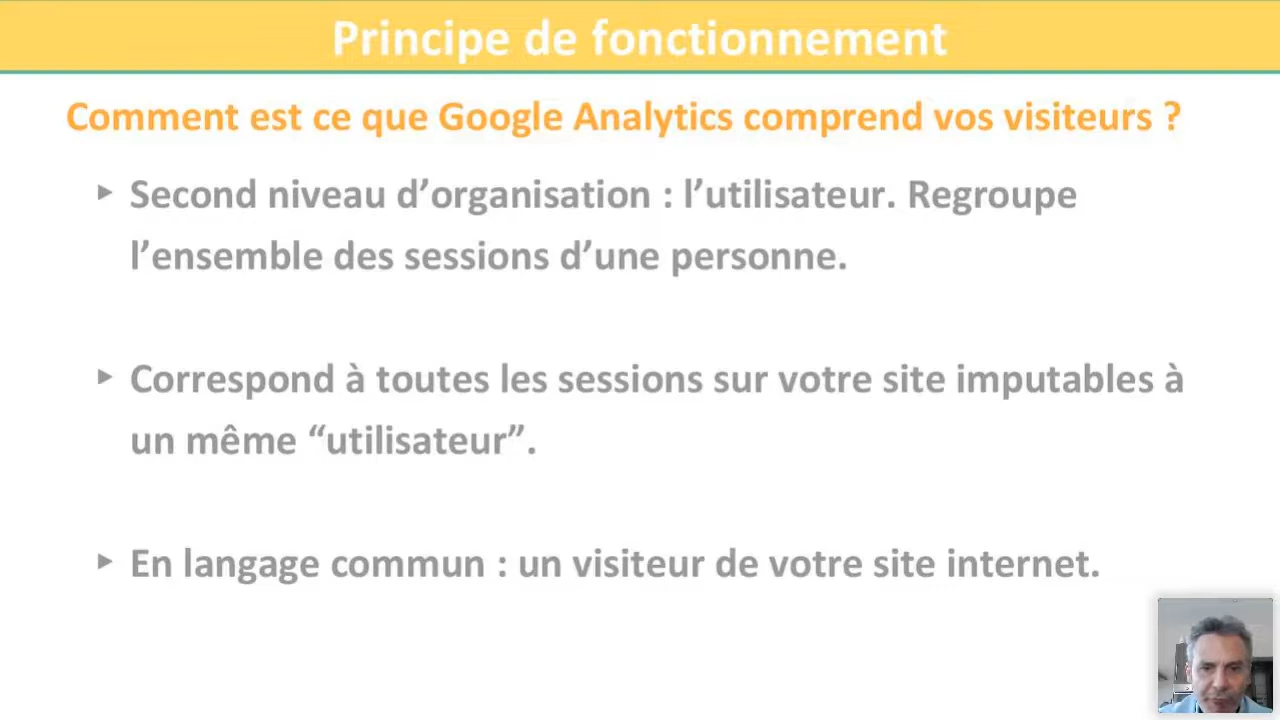 Principe de fonctionnement
Comment est ce que Google Analytics comprend vos visiteurs ?
Second niveau d’organisation : l’utilisateur. Regroupe
l’ensemble des sessions d’une personne.
Correspond à toutes les sessions sur votre site imputables à
un même “utilisateur”.
En langage commun : un visiteur de votre site internet.